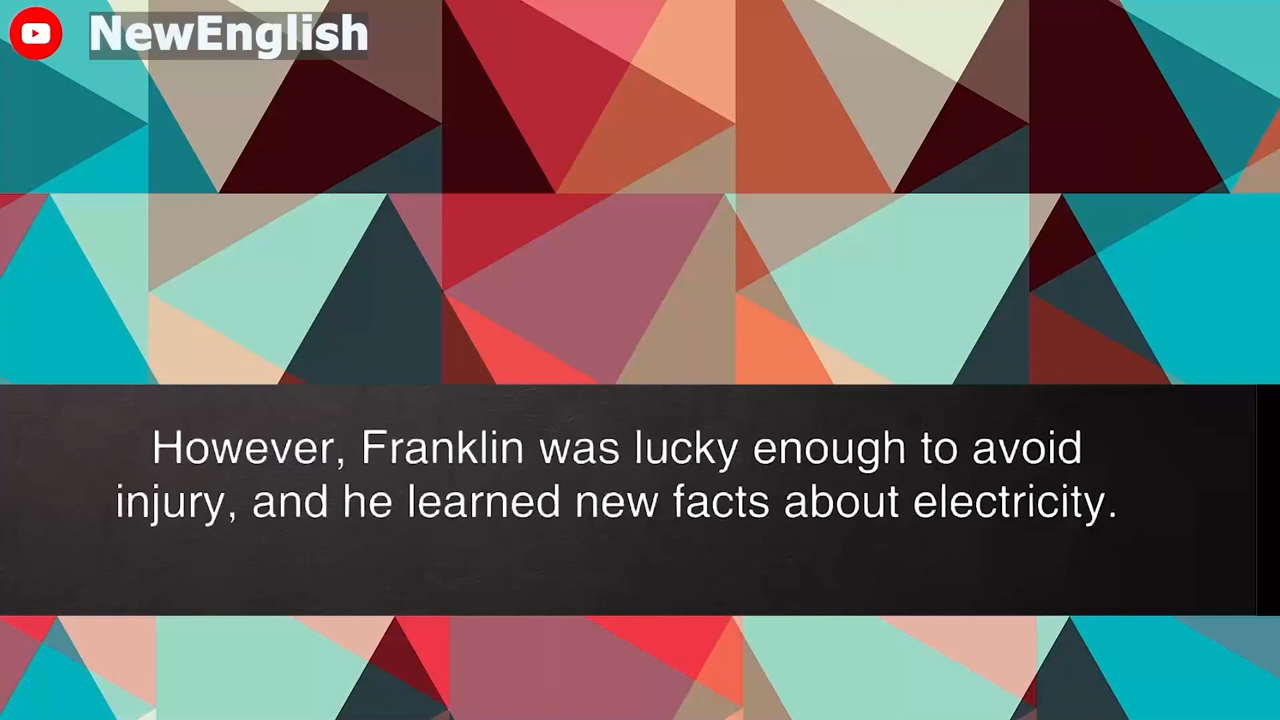 NewEnglish
However, Franklin was lucky enough to avoid
injury, and he learned new facts about electricity.